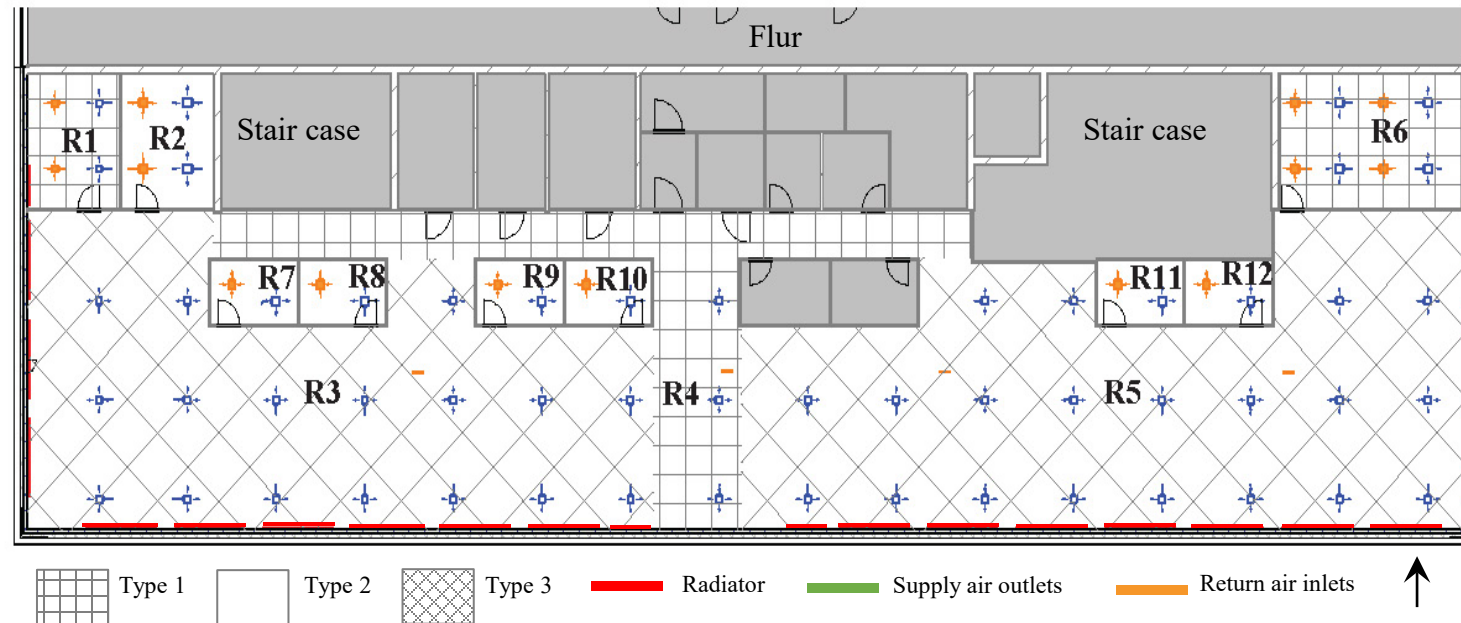 Flur
R1
R2
Stair case
Stair case
R6
R7
R8
R9
R10
R11
R12
R3
R4
R5
Type 1
Type 2
Type 3
Radiator
Supply air outlets
Return air inlets